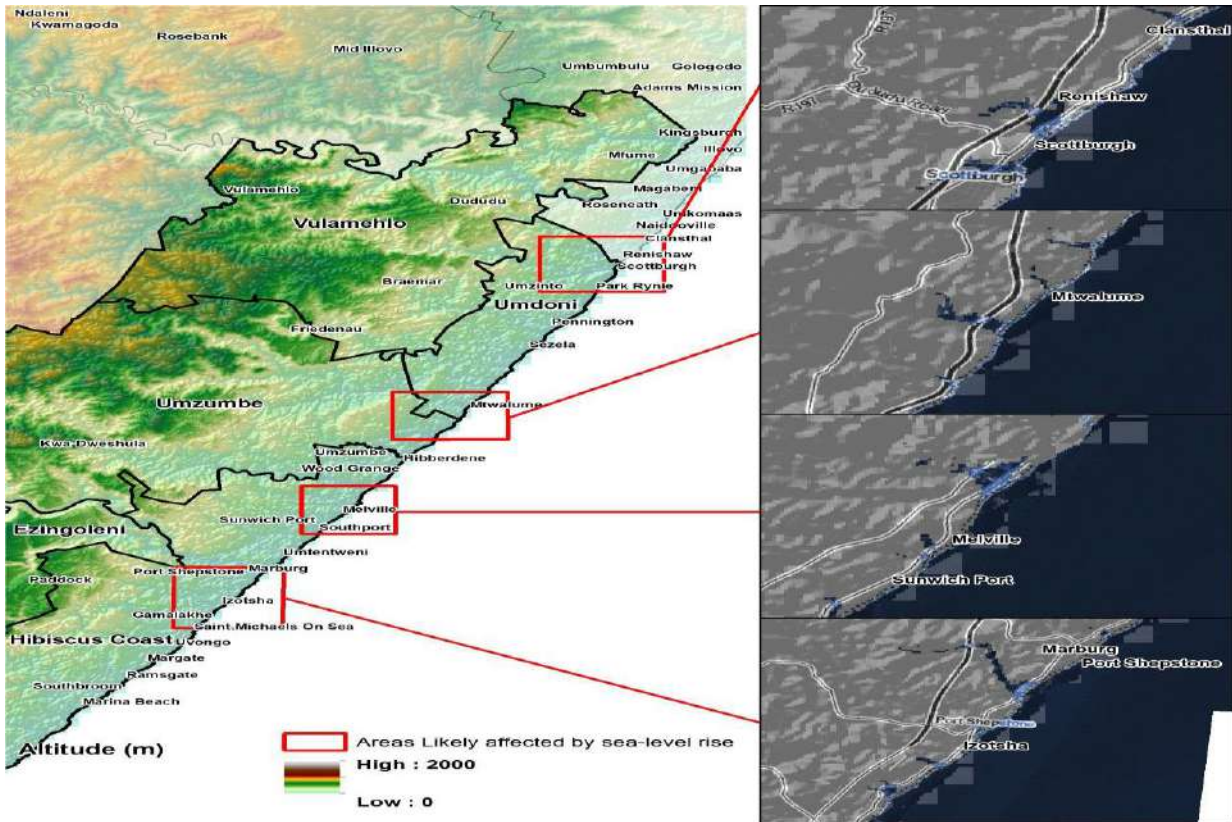 Ndaleni
Kwamagoda
Rosebank
Mid Illovo
Umbumbulu
Gologodo
Adams Mission
Kingsburgh
Illovo
Mfume
Umgababa
Vulamehlo
Magabeni
Dududu
Roseneath
Umkomaas
Vulamehlo
Naidooville
Clansthal
Renishaw
Scottburgh
Braemar
Umzinto
Park Rynie
Umdoni
Pennington
Friedenau
Sezela
Umzumbe
Mtwalume
Kwa-Dweshula
Umzumbe
Hibberdene
Wood Grange
Melville
Sunwich Port
Southport
Ezingoleni
Umtentweni
Port Shepstone
Marburg
Paddock
Izotsha
Gamalakhe
Saint Michaels On Sea
Hibiscus Coast
Uvongo
Margate
Ramsgate
Southbroom
Marina Beach
Altitude (m)
Areas Likely affected by sea-level rise
High : 2000
Low : 0
Clansthal
Renishaw
R197
Scottburgh
Scottburgh
Mtwalume
Melville
Sunwich Port
Marburg
Port Shepstone
Port Shepstone
Izotsha